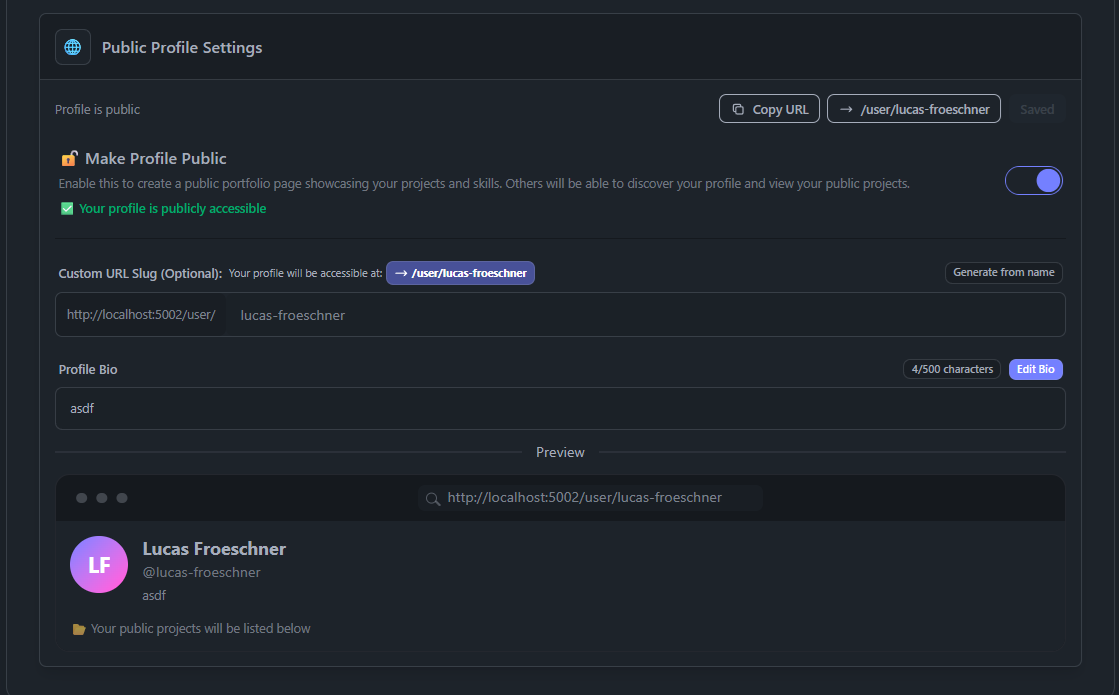 Public Profile Settings
Profile is public
Copy URL
→ /user/lucas-froeschner
Saved
Make Profile Public
Enable this to create a public portfolio page showcasing your projects and skills. Others will be able to discover your profile and view your public projects.
Your profile is publicly accessible
Custom URL Slug (Optional): Your profile will be accessible at: → /user/lucas-froeschner
Generate from name
http://localhost:5002/user/ lucas-froeschner
Profile Bio
4/500 characters
Edit Bio
asdf
Preview
http://localhost:5002/user/lucas-froeschner
LF
Lucas Froeschner
@lucas-froeschner
asdf
Your public projects will be listed below